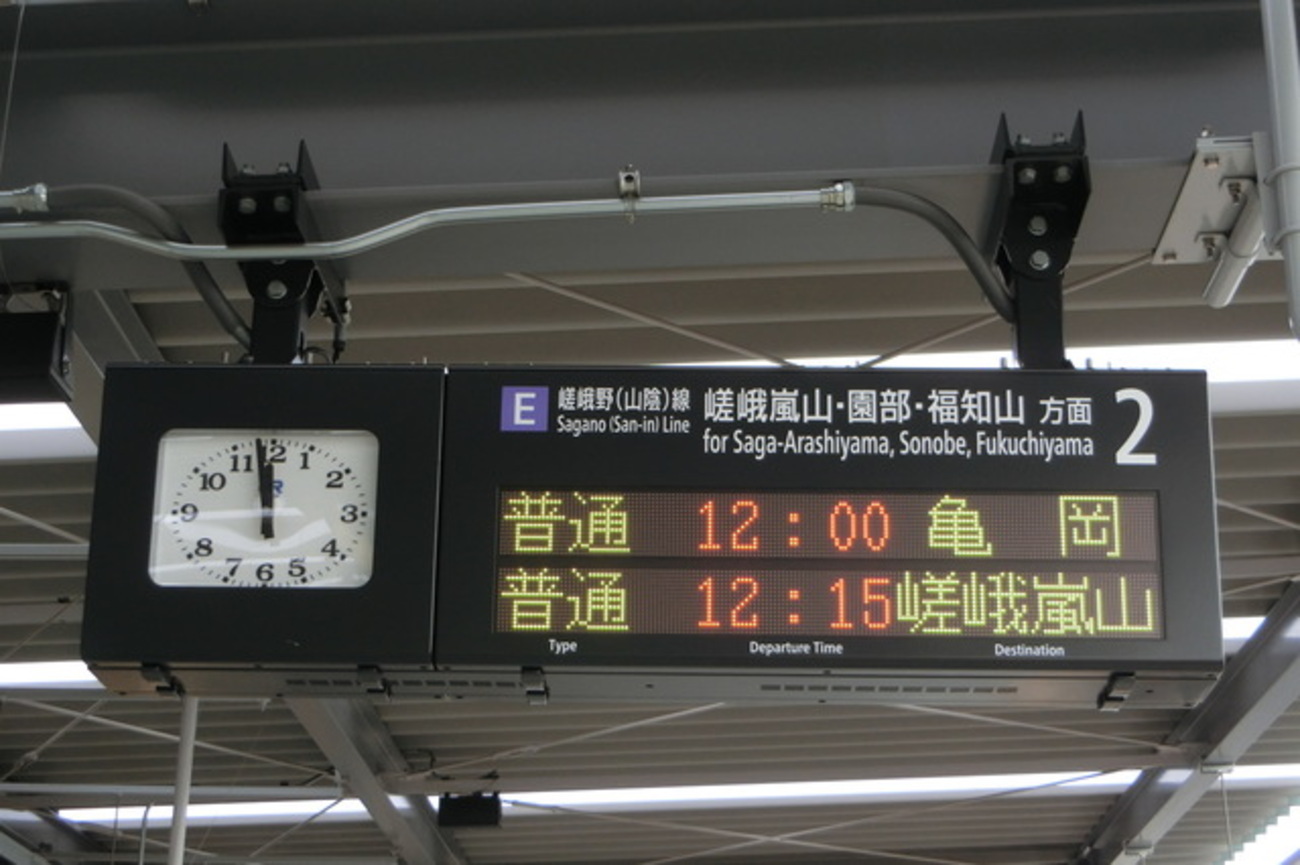 E 嵯峨野(山陰)線 嵯峨嵐山・園部・福知山 方面 2
Sagano (San-in) Line for Saga-Arashiyama, Sonobe, Fukuchiyama
普通 12:00 亀岡
普通 12:15 嵯峨嵐山
Type Departure Time Destination
12 1 2 3 4 5 6 7 8 9 10 11